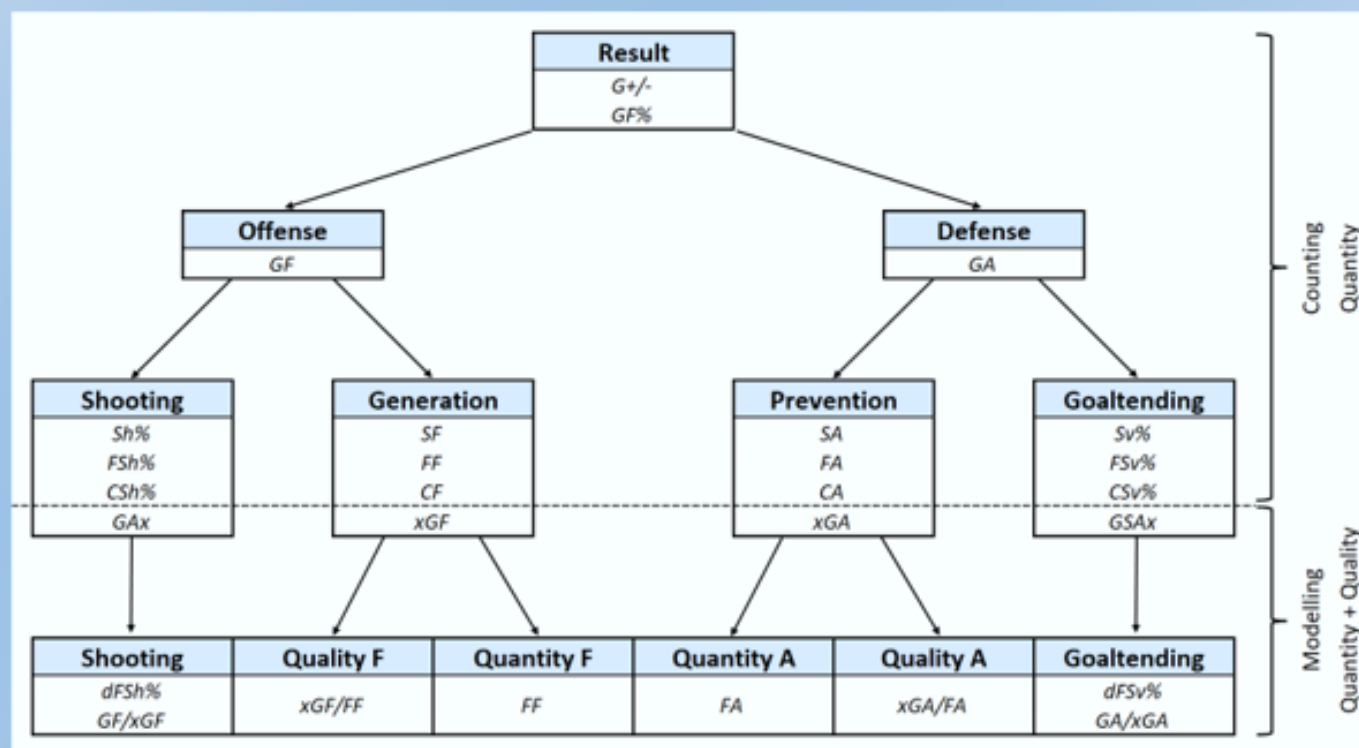 Result
G+/-
GF%
Offense
GF
Defense
GA
Shooting
Sh%
FSh%
CSh%
GAx
Generation
SF
FF
CF
xGF
Prevention
SA
FA
CA
xGA
Goaltending
Sv%
FSv%
CSv%
GSAx
Shooting
dFSh%
GF/xGF
Quality F
xGF/FF
Quantity F
FF
Quantity A
FA
Quality A
xGA/FA
Goaltending
dFSv%
GA/xGA
Counting
Quantity
Modelling
Quantity + Quality